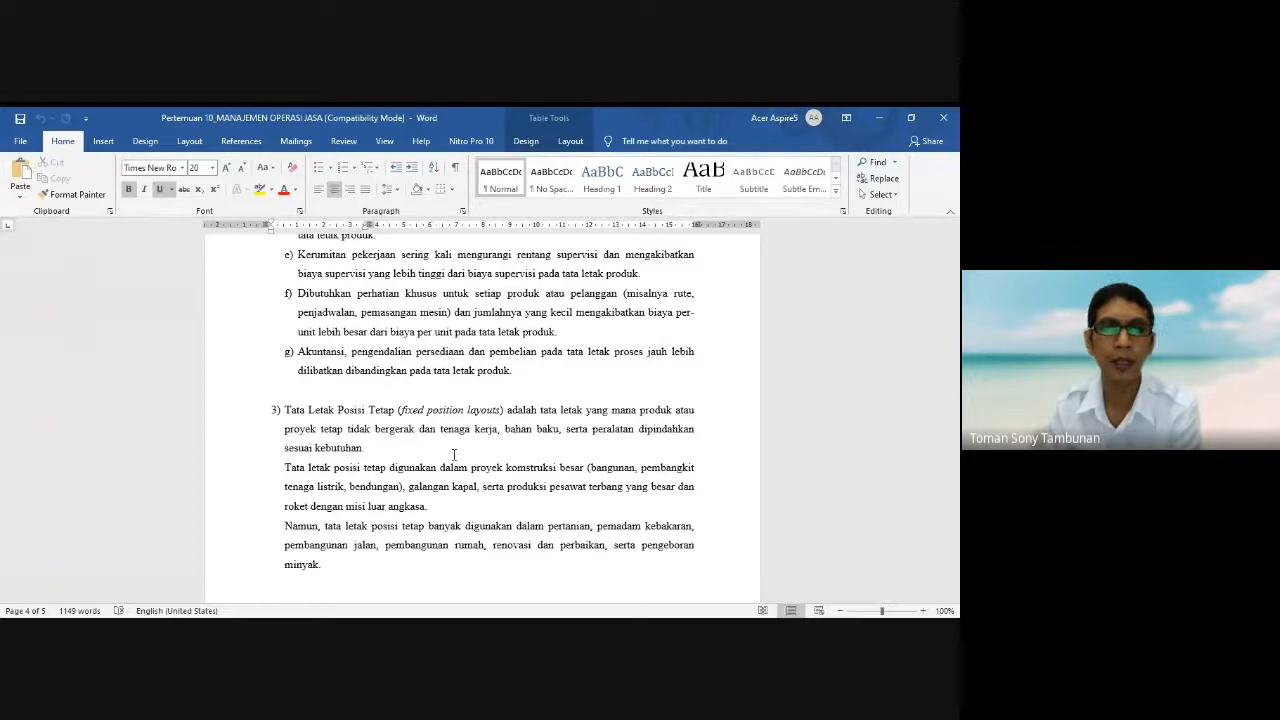 Pertemuan 10_MANAJEMEN OPERASI JASA [Compatibility Mode] - Word
Table Tools
Acer Aspire5
AA
File
Home
Insert
Design
Layout
References
Mailings
Review
View
Help
Nitro Pro 10
Design
Layout
Tell me what you want to do
Share
Paste
Cut
Copy
Format Painter
Clipboard
Times New Ro
20
Font
Paragraph
AaBbCcDc
¶ Normal
AaBbCcDc
¶ No Spac...
AaBbC
Heading 1
AaBbCcI
Heading 2
AaB
Title
AaBbCcD
Subtitle
AaBbCcDc
Subtle Em...
Styles
Find
Replace
Select
Editing
tata letak produk.
e) Kerumitan pekerjaan sering kali mengurangi rentang supervisi dan mengakibatkan
biaya supervisi yang lebih tinggi dari biaya supervisi pada tata letak produk.
f) Dibutuhkan perhatian khusus untuk setiap produk atau pelanggan (misalnya rute,
penjadwalan, pemasangan mesin) dan jumlahnya yang kecil mengakibatkan biaya per-
unit lebih besar dari biaya per unit pada tata letak produk.
g) Akuntansi, pengendalian persediaan dan pembelian pada tata letak proses jauh lebih
dilibatkan dibandingkan pada tata letak produk.
3) Tata Letak Posisi Tetap (fixed position layouts) adalah tata letak yang mana produk atau
proyek tetap tidak bergerak dan tenaga kerja, bahan baku, serta peralatan dipindahkan
sesuai kebutuhan.
Tata letak posisi tetap digunakan dalam proyek komstruksi besar (bangunan, pembangkit
tenaga listrik, bendungan), galangan kapal, serta produksi pesawat terbang yang besar dan
roket dengan misi luar angkasa.
Namun, tata letak posisi tetap banyak digunakan dalam pertanian, pemadam kebakaran,
pembangunan jalan, pembangunan rumah, renovasi dan perbaikan, serta pengeboran
minyak.
Page 4 of 5
1149 words
English (United States)
100%
Toman Sony Tambunan